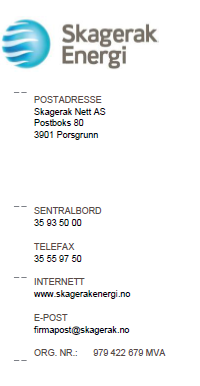 Skagerak
Energi
POSTADRESSE
Skagerak Nett AS
Postboks 80
3901 Porsgrunn
SENTRALBORD
35 93 50 00
TELEFAX
35 55 97 50
INTERNETT
www.skagerakenergi.no
E-POST
firmapost@skagerak.no
ORG. NR.: 979 422 679 MVA